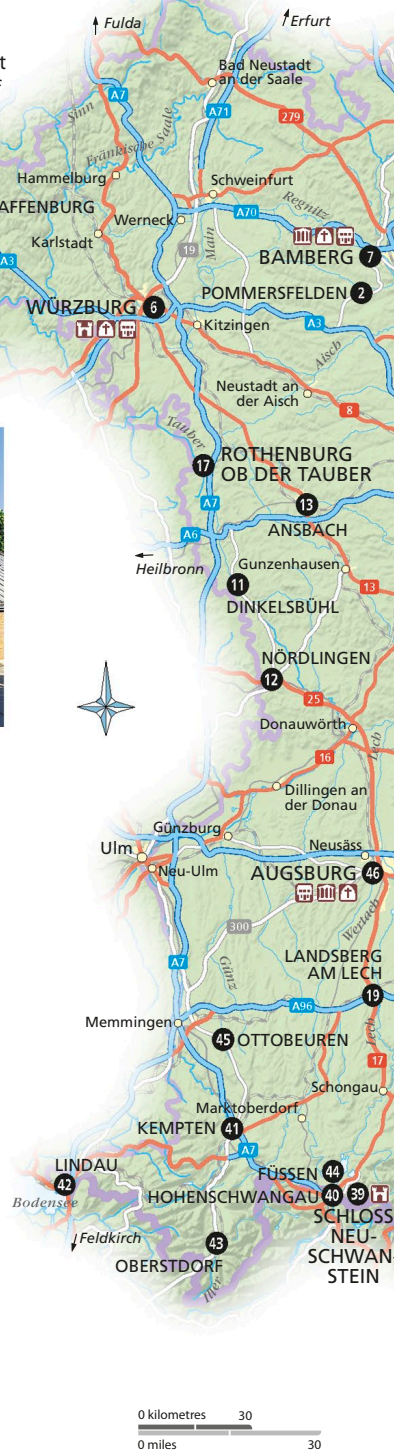 Fulda
Erfurt
t
Bad Neustadt
an der Saale
A7
Sinn
A71
279
Fränkische Saale
Hammelburg
Schweinfurt
AFFENBURG
Werneck
A70
Regnitz
Karlstadt
19
Main
A3
BAMBERG
7
POMMERSFELDEN
2
WÜRZBURG
6
Kitzingen
A3
Aisch
Neustadt an
der Aisch
8
Tauber
17
ROTHENBURG
OB DER TAUBER
A7
13
ANSBACH
A6
Heilbronn
Gunzenhausen
11
13
DINKELSBÜHL
NÖRDLINGEN
12
25
Donauwörth
Lech
16
Dillingen an
der Donau
Günzburg
Ulm
Neusäss
Neu-Ulm
AUGSBURG
46
300
Wertach
A7
Günz
LANDSBERG
AM LECH
19
A96
Memmingen
Lech
45
OTTOBEUREN
17
Schongau
Marktoberdorf
KEMPTEN
41
A7
LINDAU
42
FÜSSEN
44
Bodensee
HOHENSCHWANGAU
40
39
SCHLOSS
NEU-
SCHWAN-
STEIN
Feldkirch
43
OBERSTDORF
Iller
0 kilometres 30
0 miles 30